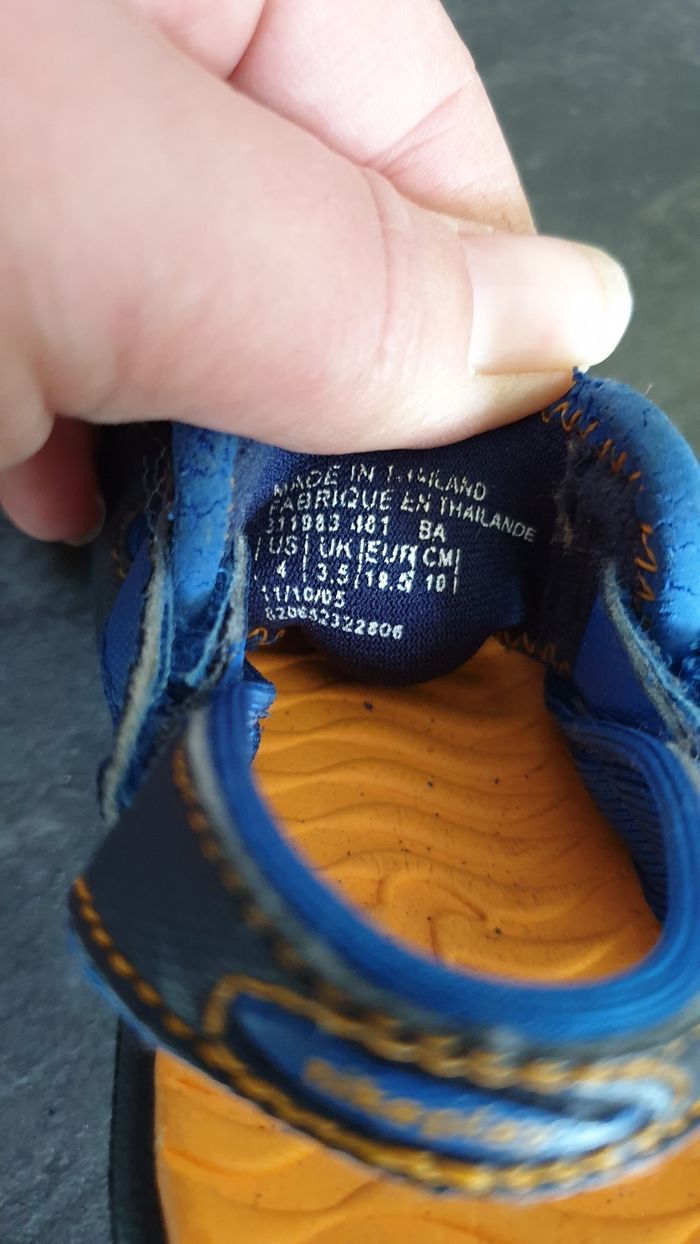 MADE IN THAILAND
FABRIQUE EN THAILANDE
311983 481 BA
US UK EUR CM
4 3.5 19.5 10
11/10/05
820652322806